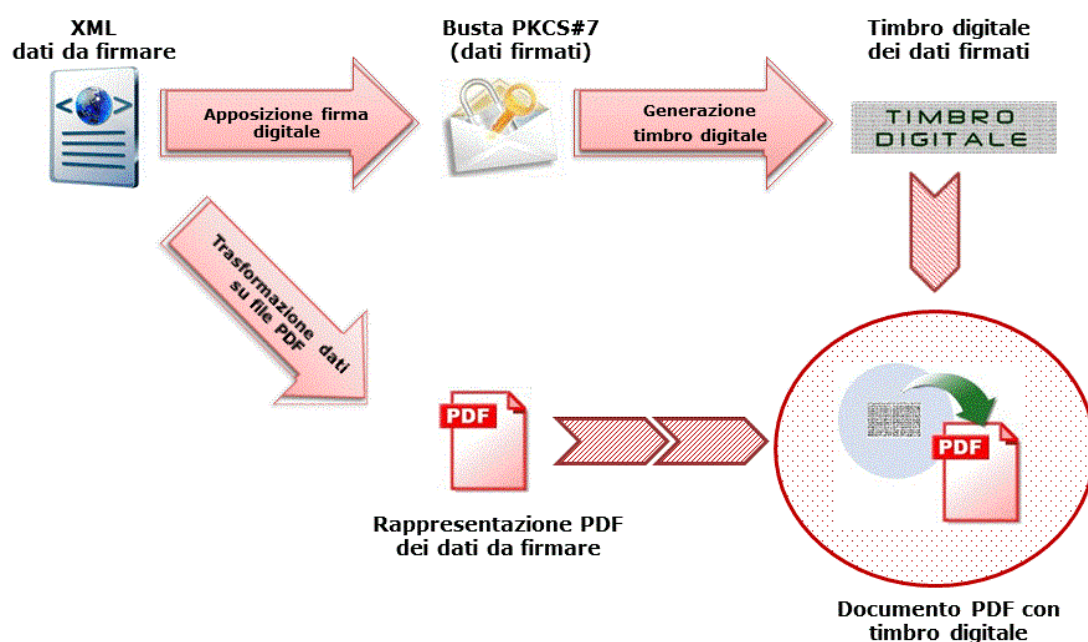 XML
dati da firmare
Busta PKCS#7
(dati firmati)
Timbro digitale
dei dati firmati
Apposizione firma
digitale
Generazione
timbro digitale
TIMBRO
DIGITALE
Trasformazione dati
su file PDF
PDF
PDF
Rappresentazione PDF
dei dati da firmare
Documento PDF con
timbro digitale